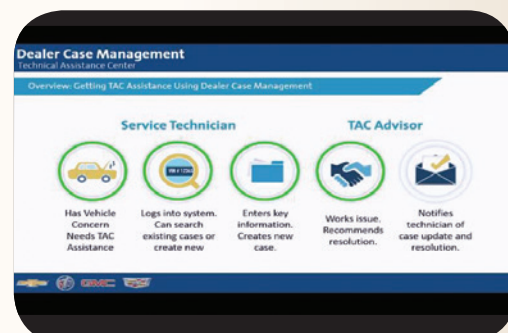 Dealer Case Management
Technical Assistance Center
Overview: Getting TAC Assistance Using Dealer Case Management
Service Technician
TAC Advisor
Has Vehicle
Concern
Needs TAC
Assistance
Logs into system.
Can search
existing cases or
create new
Enters key
information.
Creates new
case.
Works issue.
Recommends
resolution.
Notifies
technician of
case update and
resolution.
GMC